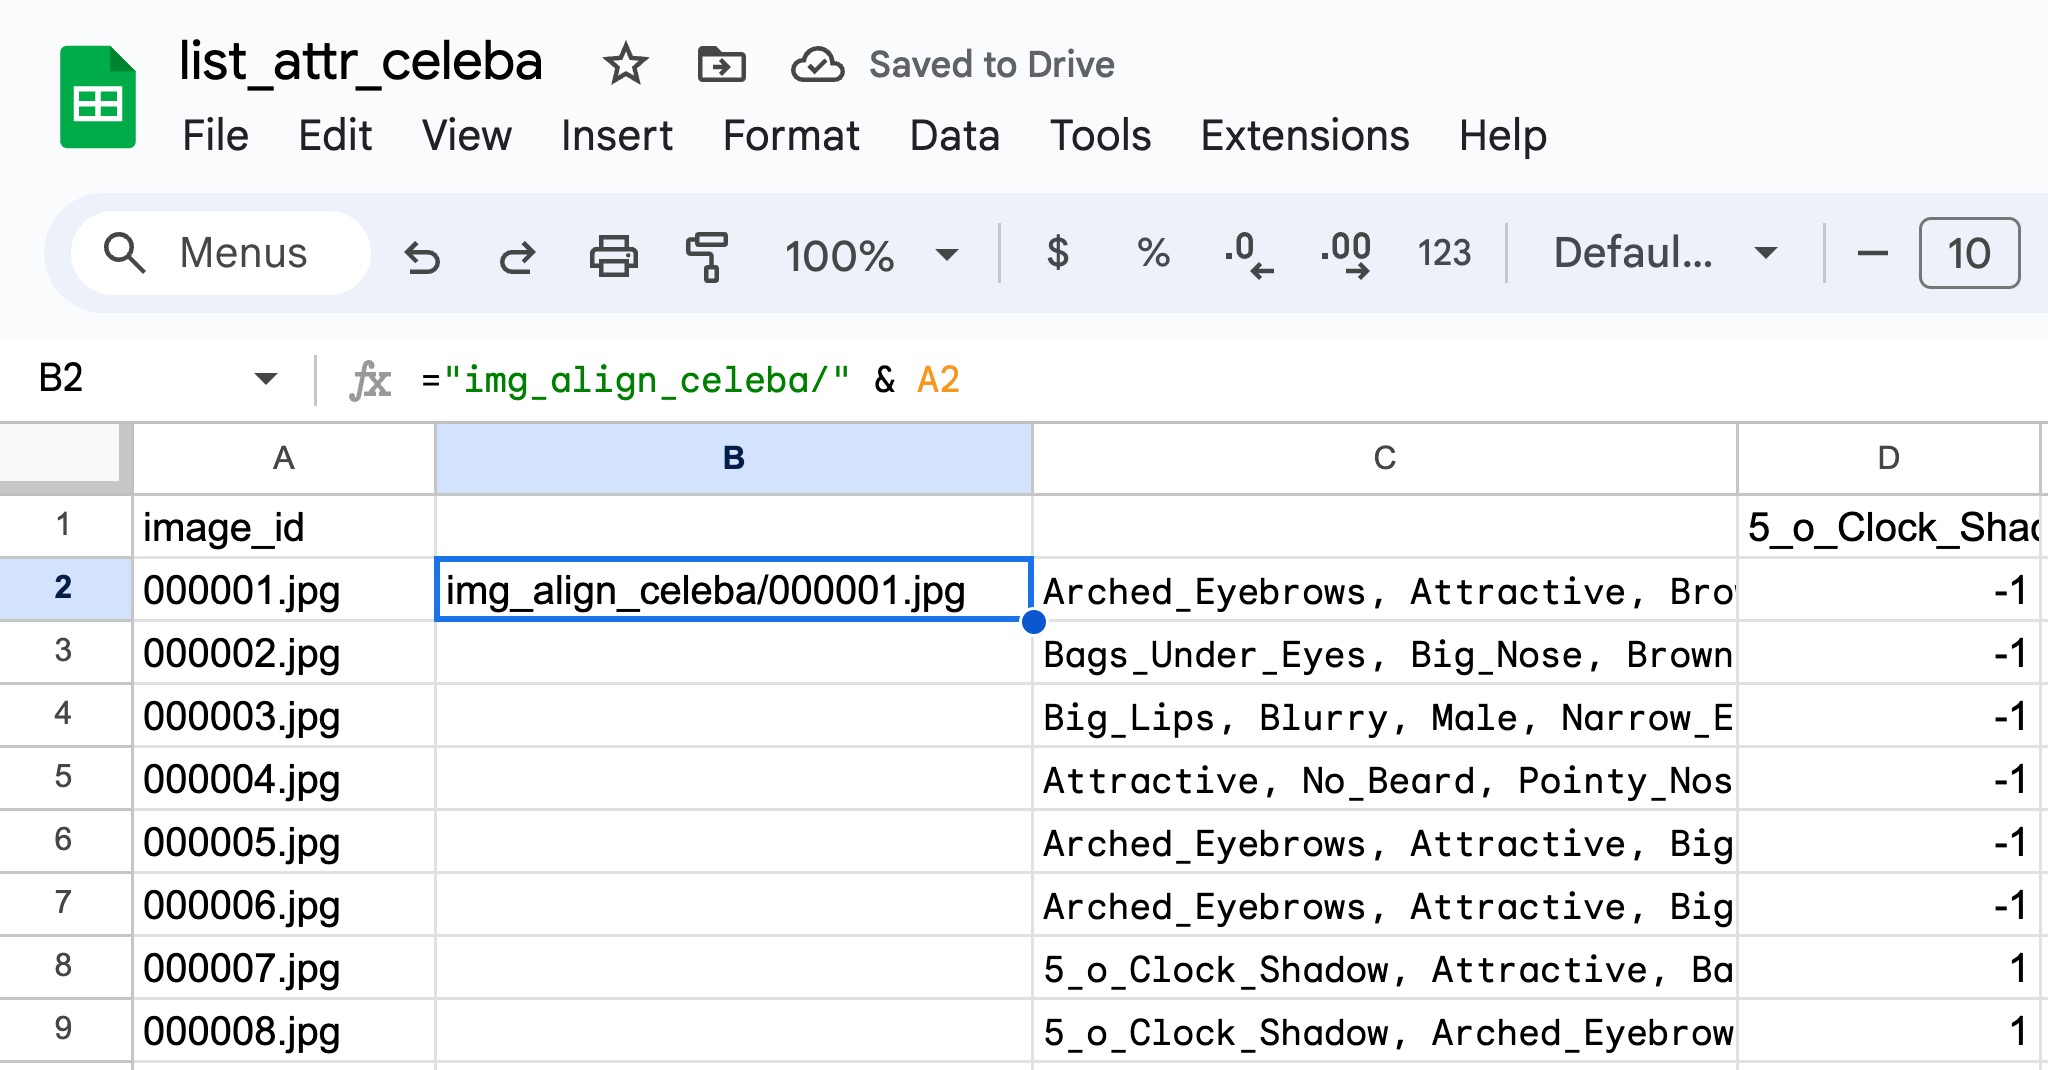 list_attr_celeba Saved to Drive
File Edit View Insert Format Data Tools Extensions Help
Menus 100% $ % .0 .00 123 Defaul... 10
B2 fx ="img_align_celeba/" & A2
A B C D
1 image_id 5_o_Clock_Shad
2 000001.jpg img_align_celeba/000001.jpg Arched_Eyebrows, Attractive, Bro -1
3 000002.jpg Bags_Under_Eyes, Big_Nose, Brown -1
4 000003.jpg Big_Lips, Blurry, Male, Narrow_E -1
5 000004.jpg Attractive, No_Beard, Pointy_Nos -1
6 000005.jpg Arched_Eyebrows, Attractive, Big -1
7 000006.jpg Arched_Eyebrows, Attractive, Big -1
8 000007.jpg 5_o_Clock_Shadow, Attractive, Ba 1
9 000008.jpg 5_o_Clock_Shadow, Arched_Eyebrow 1